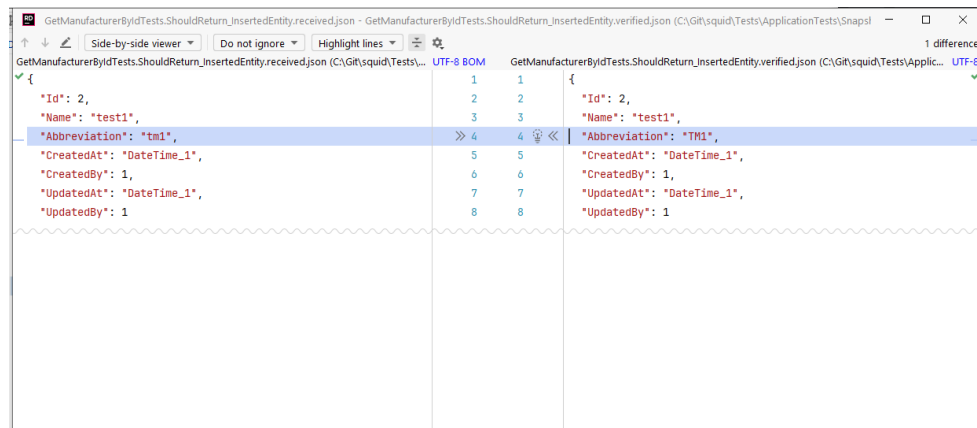 RD GetManufacturerByIdTests.ShouldReturn_InsertedEntity.received.json - GetManufacturerByIdTests.ShouldReturn_InsertedEntity.verified.json (C:\Git\squid\Tests\ApplicationTests\Snaps
Side-by-side viewer Do not ignore Highlight lines 1 difference
GetManufacturerByIdTests.ShouldReturn_InsertedEntity.received.json (C:\Git\squid\Tests\... UTF-8 BOM GetManufacturerByIdTests.ShouldReturn_InsertedEntity.verified.json (C:\Git\squid\Tests\Applic... UTF-8
{ 1 1 {
"Id": 2, 2 2 "Id": 2,
"Name": "test1", 3 3 "Name": "test1",
"Abbreviation": "tm1", 4 4 "Abbreviation": "TM1",
"CreatedAt": "DateTime_1", 5 5 "CreatedAt": "DateTime_1",
"CreatedBy": 1, 6 6 "CreatedBy": 1,
"UpdatedAt": "DateTime_1", 7 7 "UpdatedAt": "DateTime_1",
"UpdatedBy": 1 8 8 "UpdatedBy": 1